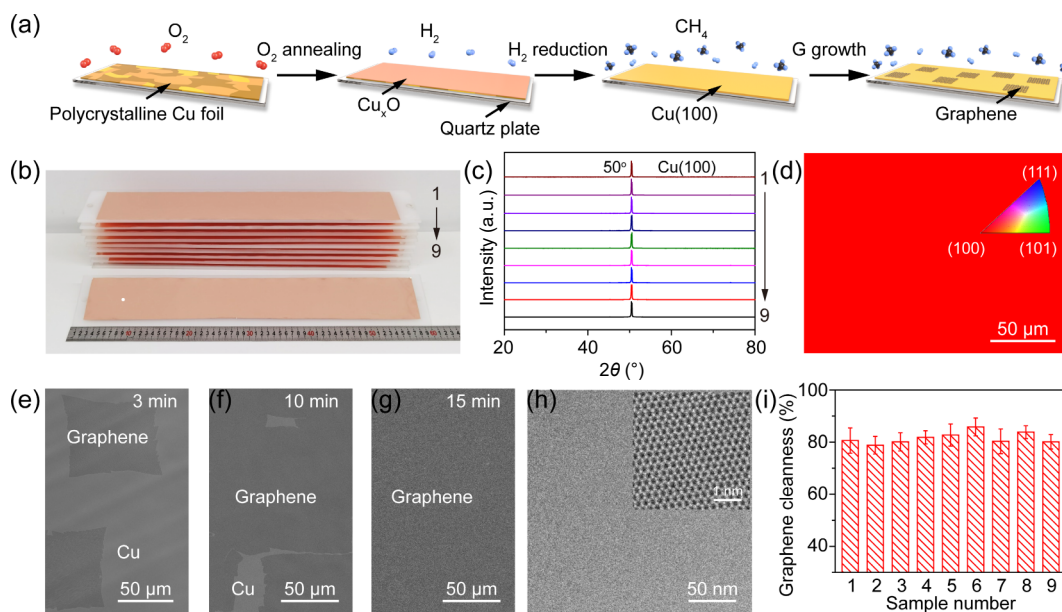 (a)
O₂
O₂ annealing
Polycrystalline Cu foil
H₂
H₂ reduction
CuₓO
Quartz plate
CH₄
G growth
Cu(100)
Graphene
(b)
1
9
(c)
50°
Cu(100)
1
9
Intensity (a.u.)
20 40 60 80
2θ (°)
(d)
(111)
(100)
(101)
50 μm
(e)
3 min
Graphene
Cu
50 μm
(f)
10 min
Graphene
Cu
50 μm
(g)
15 min
Graphene
50 μm
(h)
1 nm
50 nm
(i)
Graphene cleanness (%)
100
80
60
40
1 2 3 4 5 6 7 8 9
Sample number